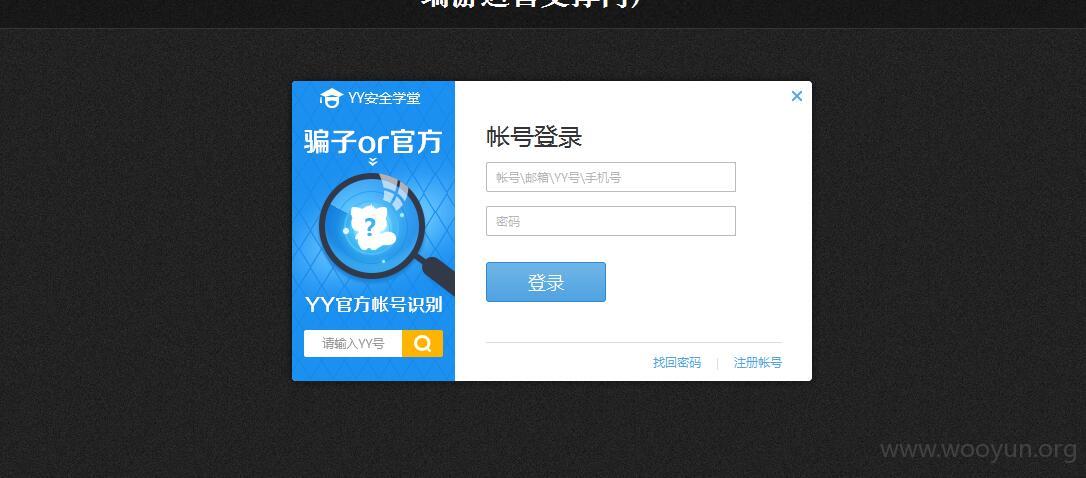 YY安全学堂
骗子or官方
YY官方帐号识别
请输入YY号
帐号登录
帐号\邮箱\YY号\手机号
密码
登录
找回密码 | 注册帐号
www.wooyun.org